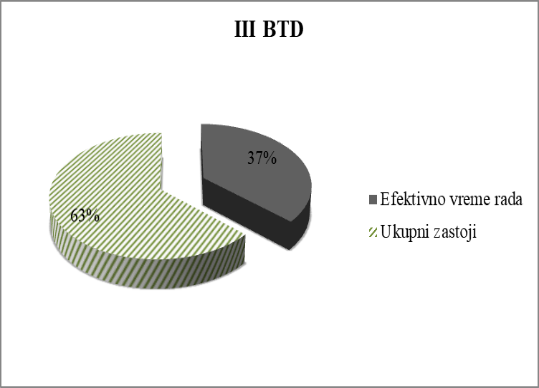 III BTD
37%
63%
Efektivno vreme rada
Ukupni zastoji